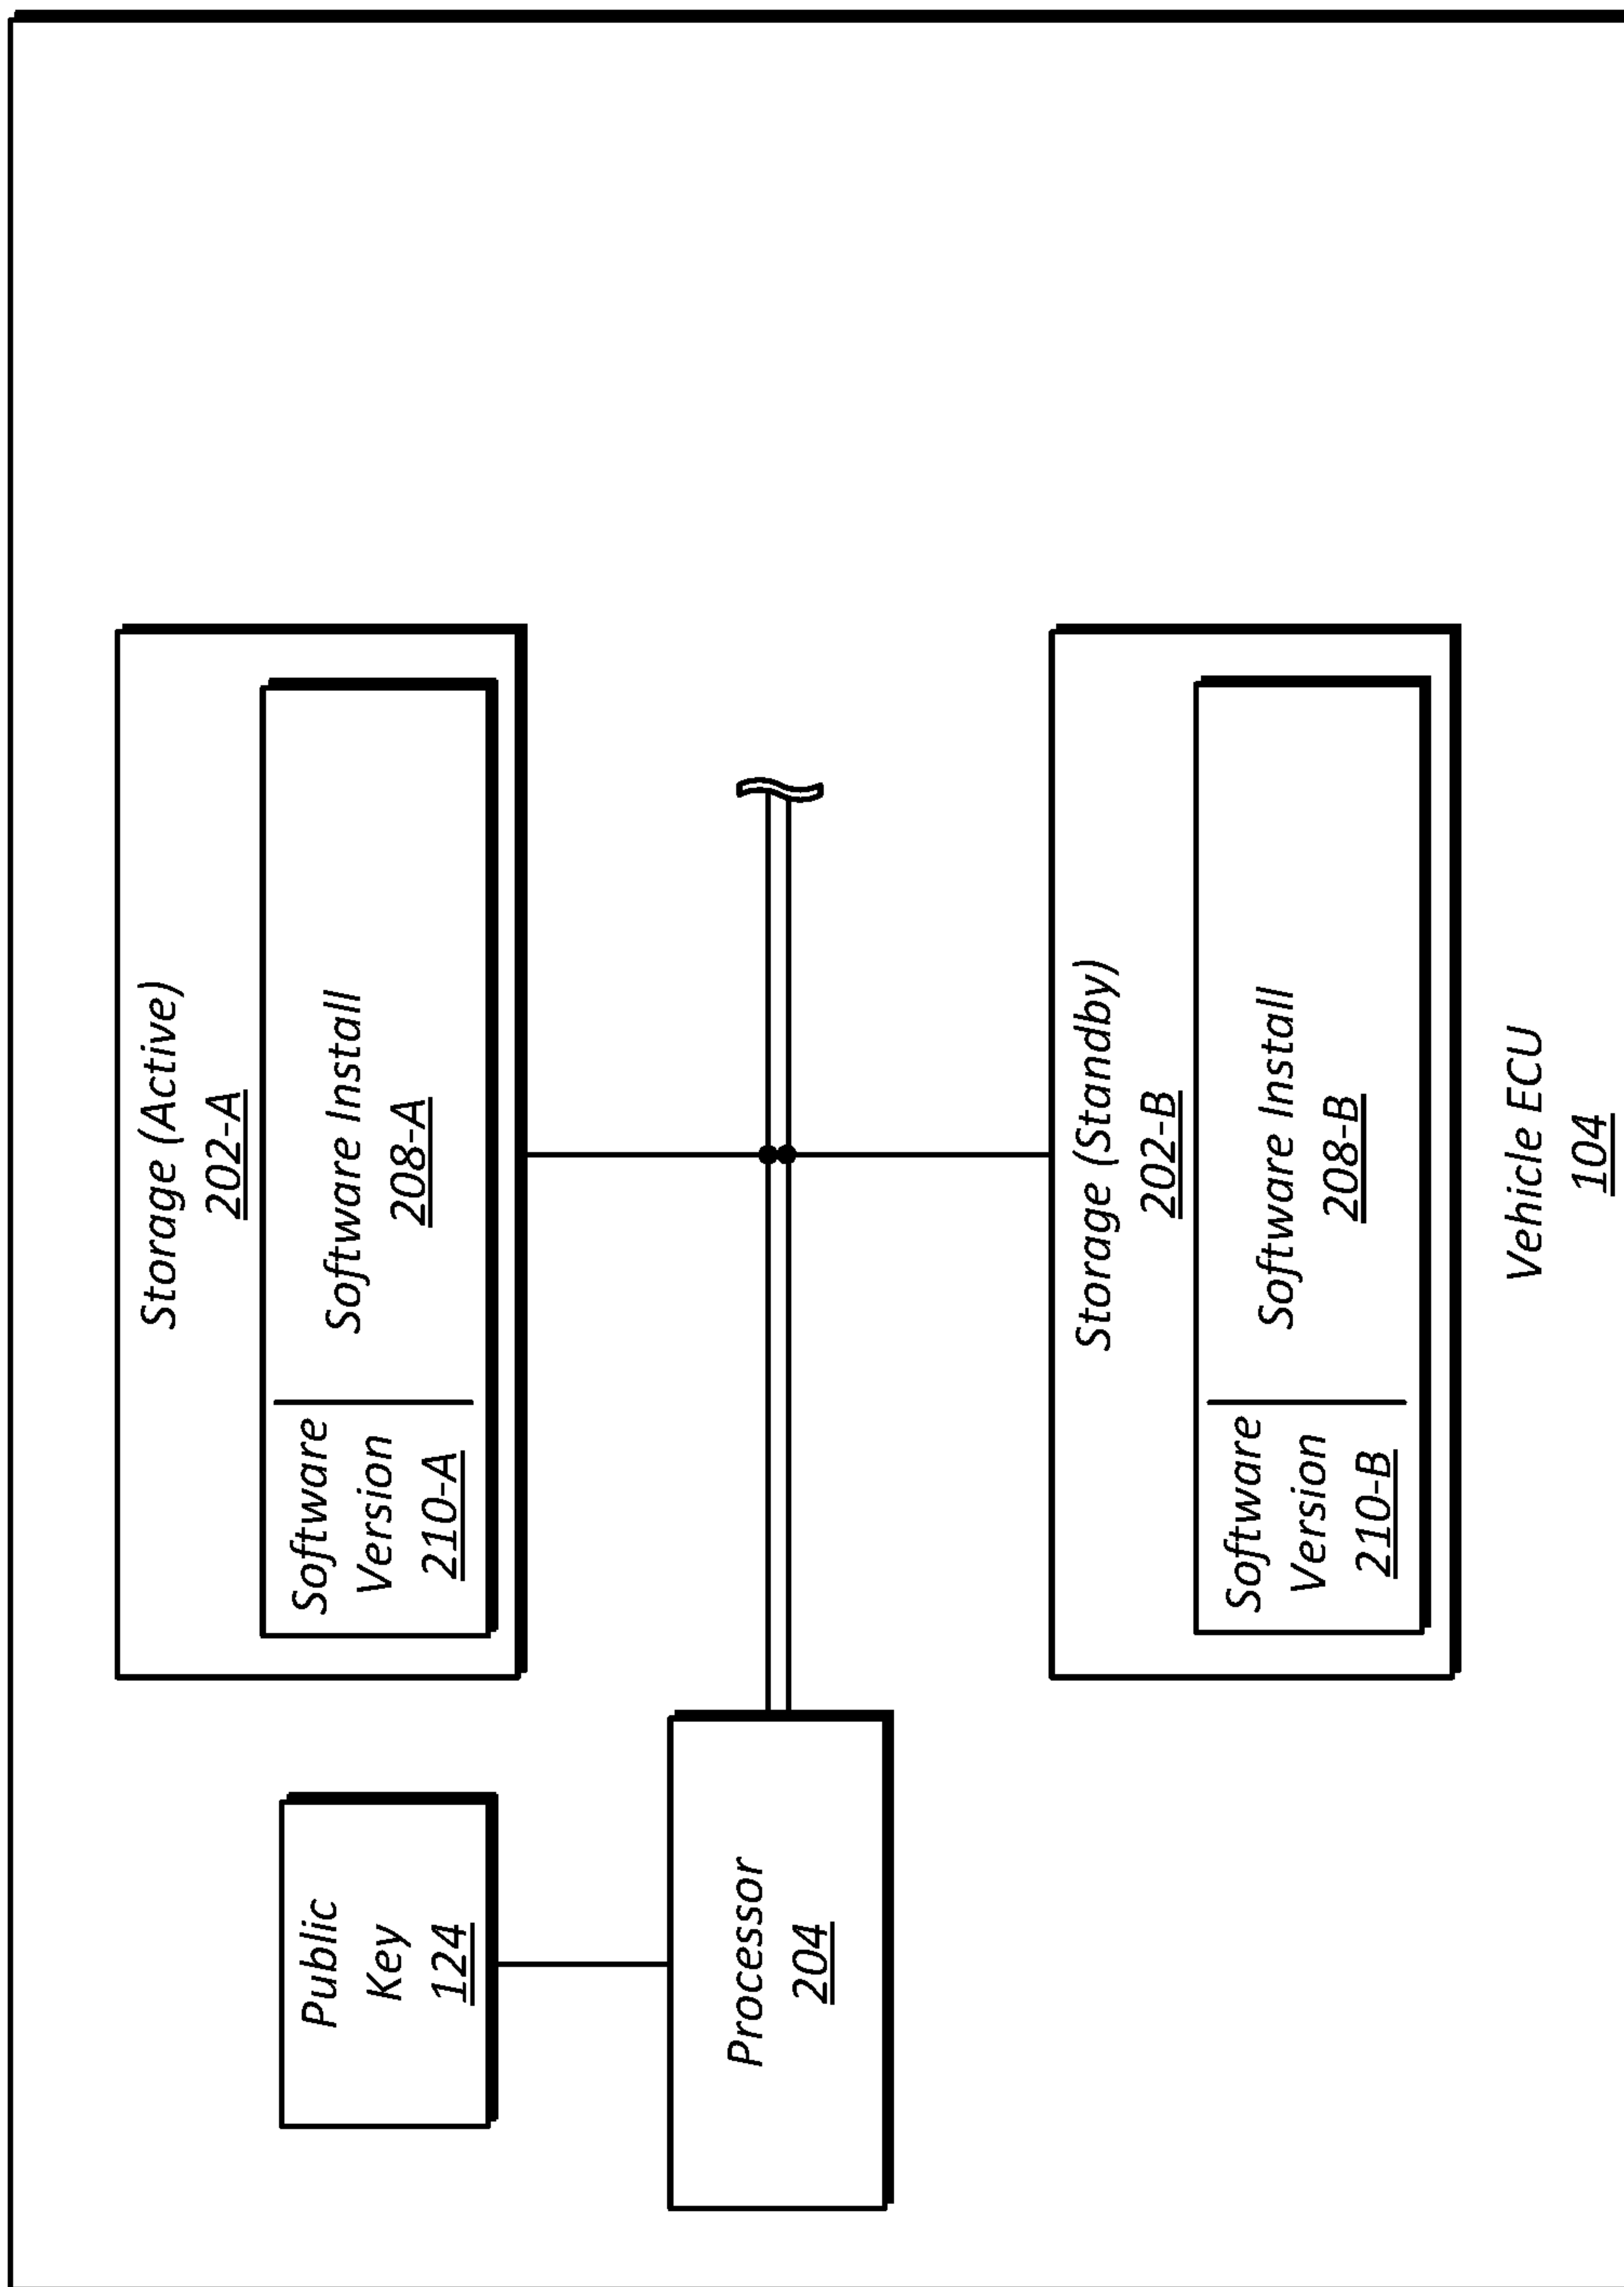 Storage (Active)
202-A
Software
Version
210-A
Software Install
208-A
Public
Key
124
Processor
204
Storage (Standby)
202-B
Software
Version
210-B
Software Install
208-B
Vehicle ECU
104